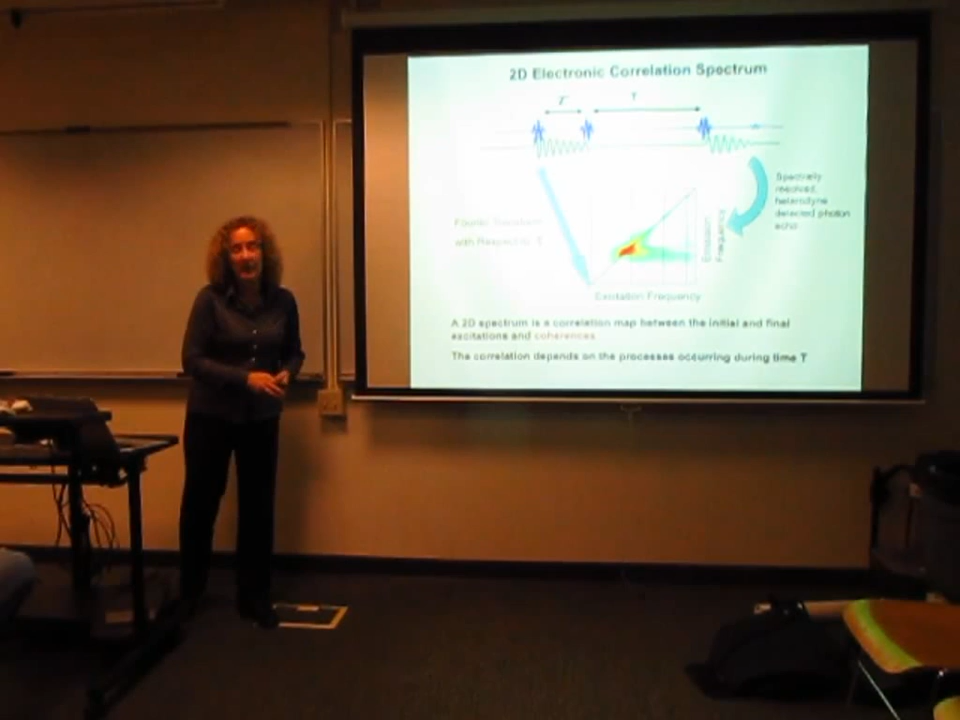 2D Electronic Correlation Spectrum
T
Spectrally
resolved,
heterodyne
detected photon
echo
Fourier Transform
with Respect to
Emission
Frequency
Excitation Frequency
A 2D spectrum is a correlation map between the initial and final
excitations and coherences
The correlation depends on the processes occurring during time T